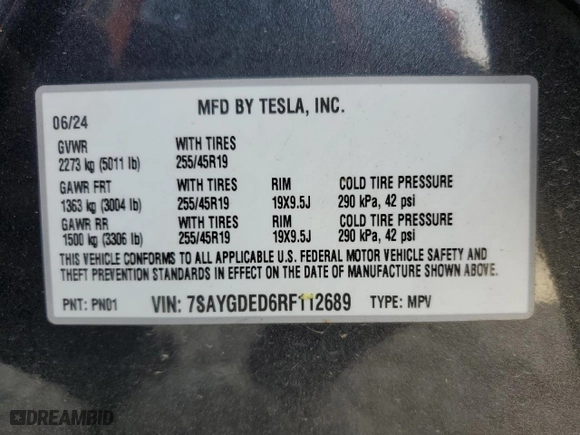 MFD BY TESLA, INC.
06/24
GVWR WITH TIRES
2273 kg (5011 lb) 255/45R19
GAWR FRT WITH TIRES RIM COLD TIRE PRESSURE
1363 kg (3004 lb) 255/45R19 19X9.5J 290 kPa, 42 psi
GAWR RR WITH TIRES RIM COLD TIRE PRESSURE
1500 kg (3306 lb) 255/45R19 19X9.5J 290 kPa, 42 psi
THIS VEHICLE CONFORMS TO ALL APPLICABLE U.S. FEDERAL MOTOR VEHICLE SAFETY AND
THEFT PREVENTION STANDARDS IN EFFECT ON THE DATE OF MANUFACTURE SHOWN ABOVE.
PNT: PN01 VIN: 7SAYGDED6RF112689 TYPE: MPV
DREAMBID